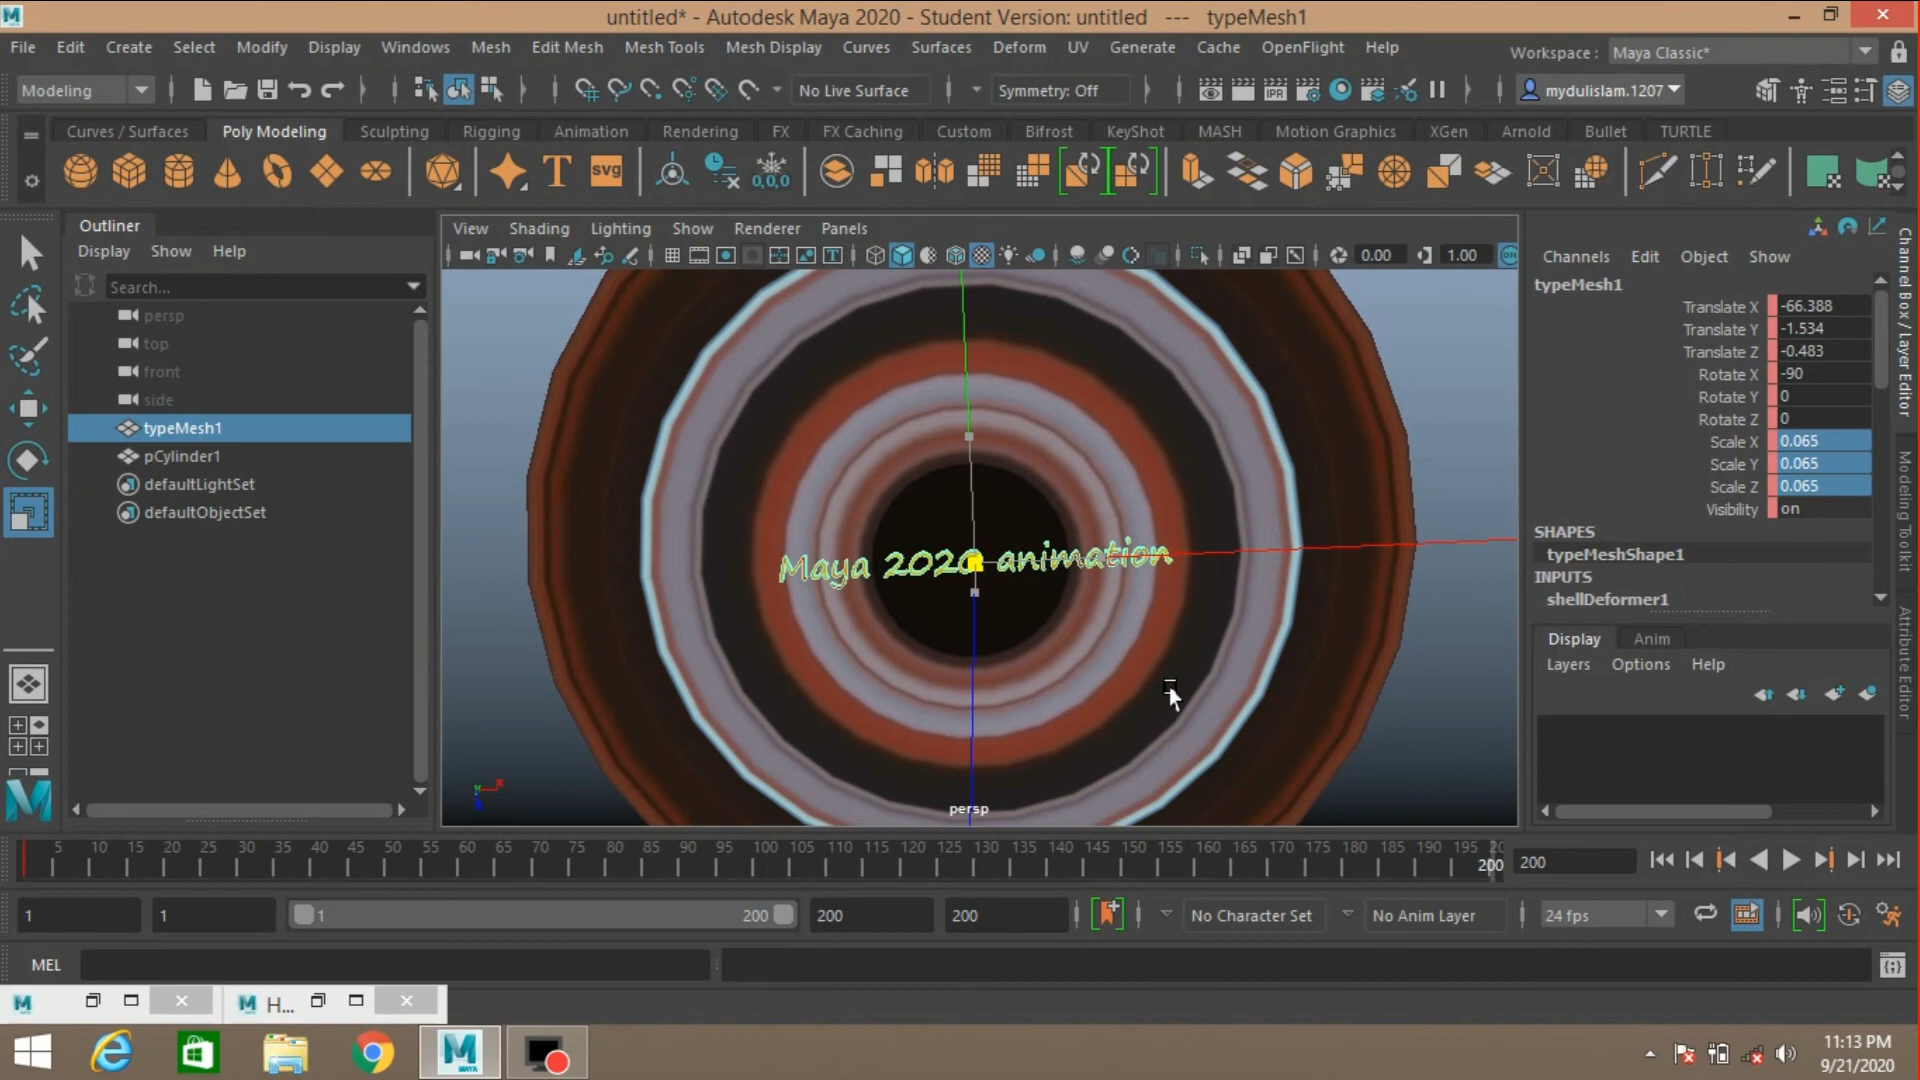 untitled* - Autodesk Maya 2020 - Student Version: untitled --- typeMesh1
File Edit Create Select Modify Display Windows Mesh Edit Mesh Mesh Tools Mesh Display Curves Surfaces Deform UV Generate Cache OpenFlight Help
Workspace : Maya Classic*
Modeling No Live Surface Symmetry: Off mydulislam.1207
Curves / Surfaces Poly Modeling Sculpting Rigging Animation Rendering FX FX Caching Custom Bifrost KeyShot MASH Motion Graphics XGen Arnold Bullet TURTLE
T SVG 0,0,0
Outliner
Display Show Help
Search...
persp
top
front
side
typeMesh1
pCylinder1
defaultLightSet
defaultObjectSet
View Shading Lighting Show Renderer Panels
0.00 1.00 ON
Maya 2020 animation
persp
Channels Edit Object Show
typeMesh1
Translate X -66.388
Translate Y -1.534
Translate Z -0.483
Rotate X -90
Rotate Y 0
Rotate Z 0
Scale X 0.065
Scale Y 0.065
Scale Z 0.065
Visibility on
SHAPES
typeMeshShape1
INPUTS
shellDeformer1
Display Anim
Layers Options Help
Channel Box / Layer Editor
Modeling Toolkit
Attribute Editor
5 10 15 20 25 30 35 40 45 50 55 60 65 70 75 80 85 90 95 100 105 110 115 120 125 130 135 140 145 150 155 160 165 170 175 180 185 190 195 20
200 200
1 1 1 200 200 200 No Character Set No Anim Layer 24 fps
MEL
H...
MAYA
11:13 PM
9/21/2020